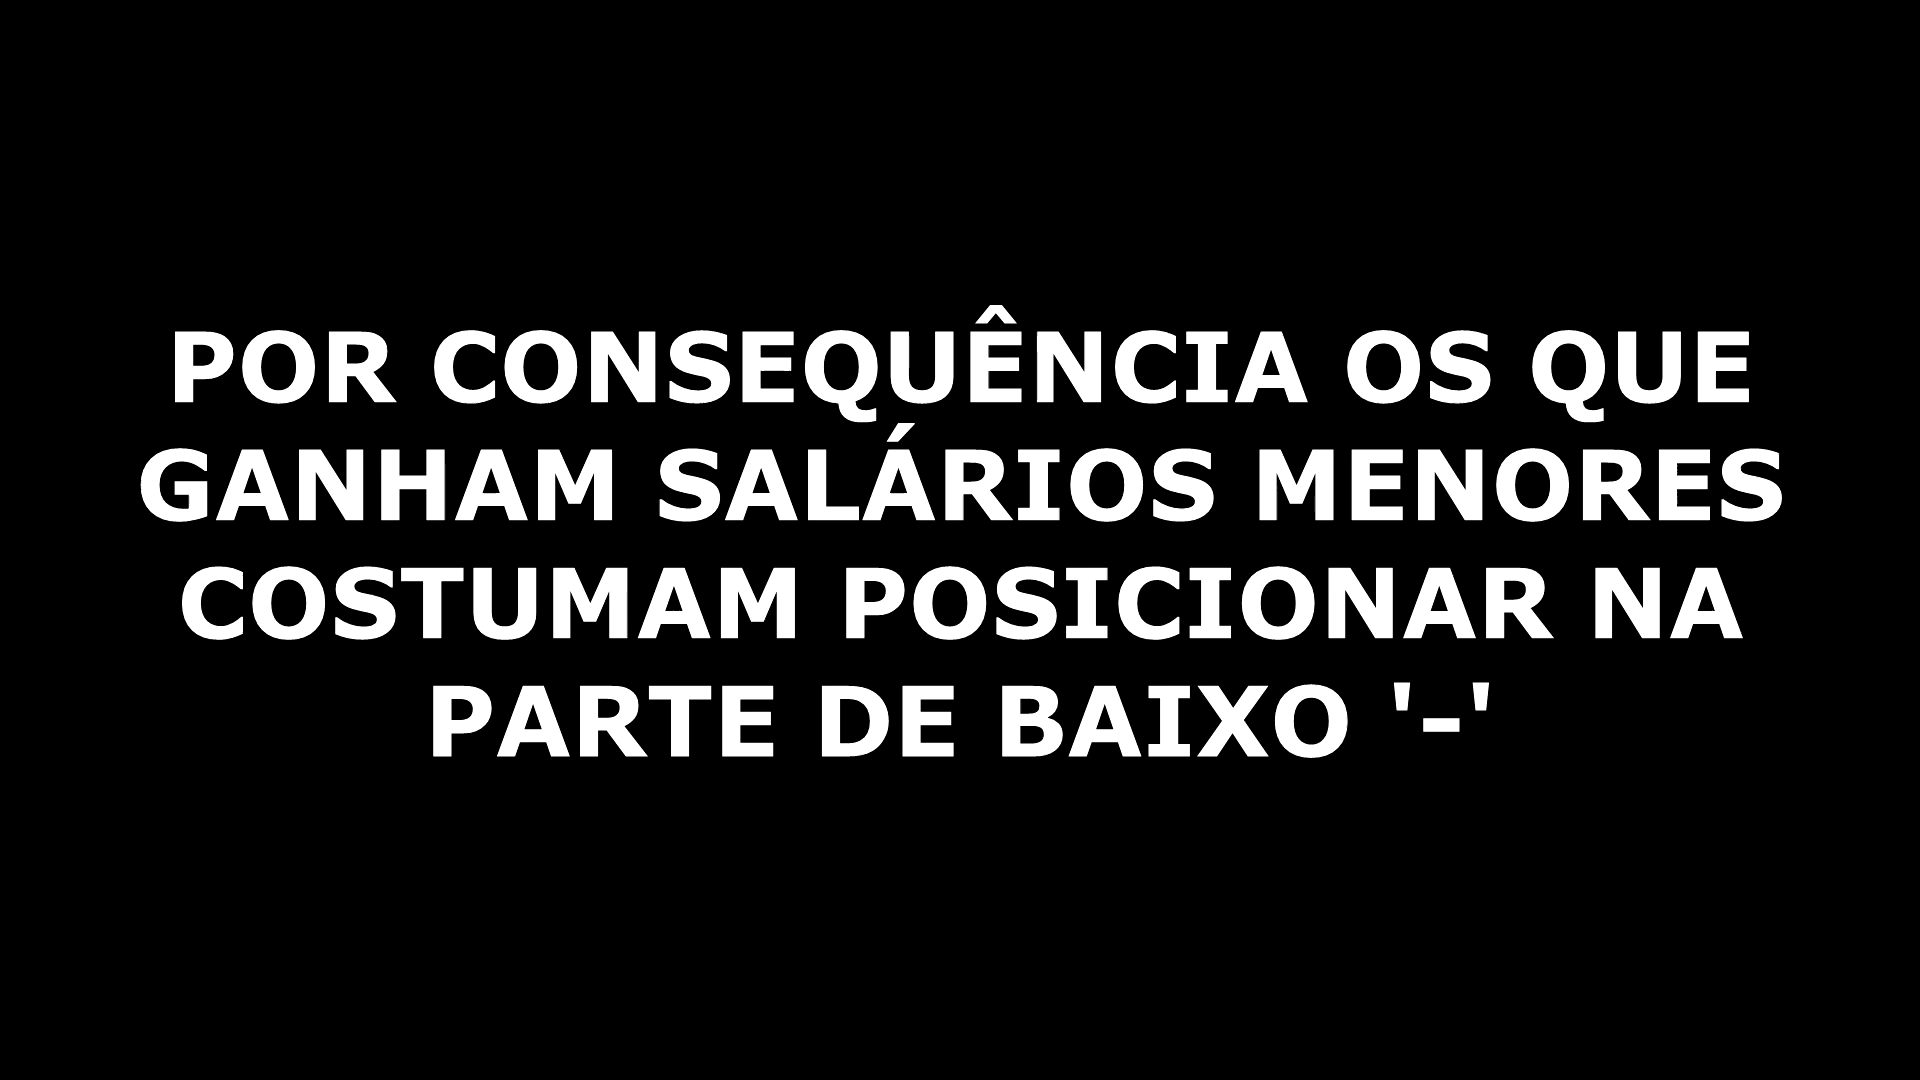 POR CONSEQUÊNCIA OS QUE
GANHAM SALÁRIOS MENORES
COSTUMAM POSICIONAR NA
PARTE DE BAIXO '-'